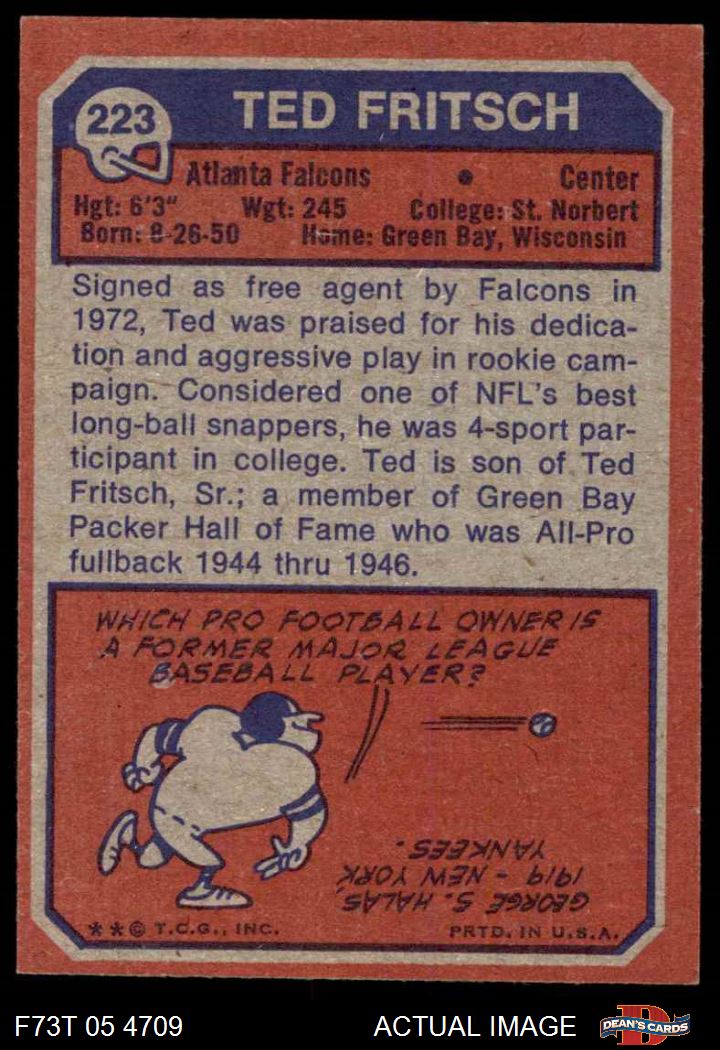 223
TED FRITSCH
Atlanta Falcons • Center
Hgt: 6'3" Wgt: 245 College: St. Norbert
Born: 8-26-50 Home: Green Bay, Wisconsin
Signed as free agent by Falcons in
1972, Ted was praised for his dedica-
tion and aggressive play in rookie cam-
paign. Considered one of NFL's best
long-ball snappers, he was 4-sport par-
ticipant in college. Ted is son of Ted
Fritsch, Sr.; a member of Green Bay
Packer Hall of Fame who was All-Pro
fullback 1944 thru 1946.
WHICH PRO FOOTBALL OWNER IS
A FORMER MAJOR LEAGUE
BASEBALL PLAYER?
GEORGE S. HALAS
1919 - NEW YORK
YANKEES.
**© T.C.G., INC. PRTD. IN U.S.A.
F73T 05 4709 ACTUAL IMAGE D DEAN'S CARDS